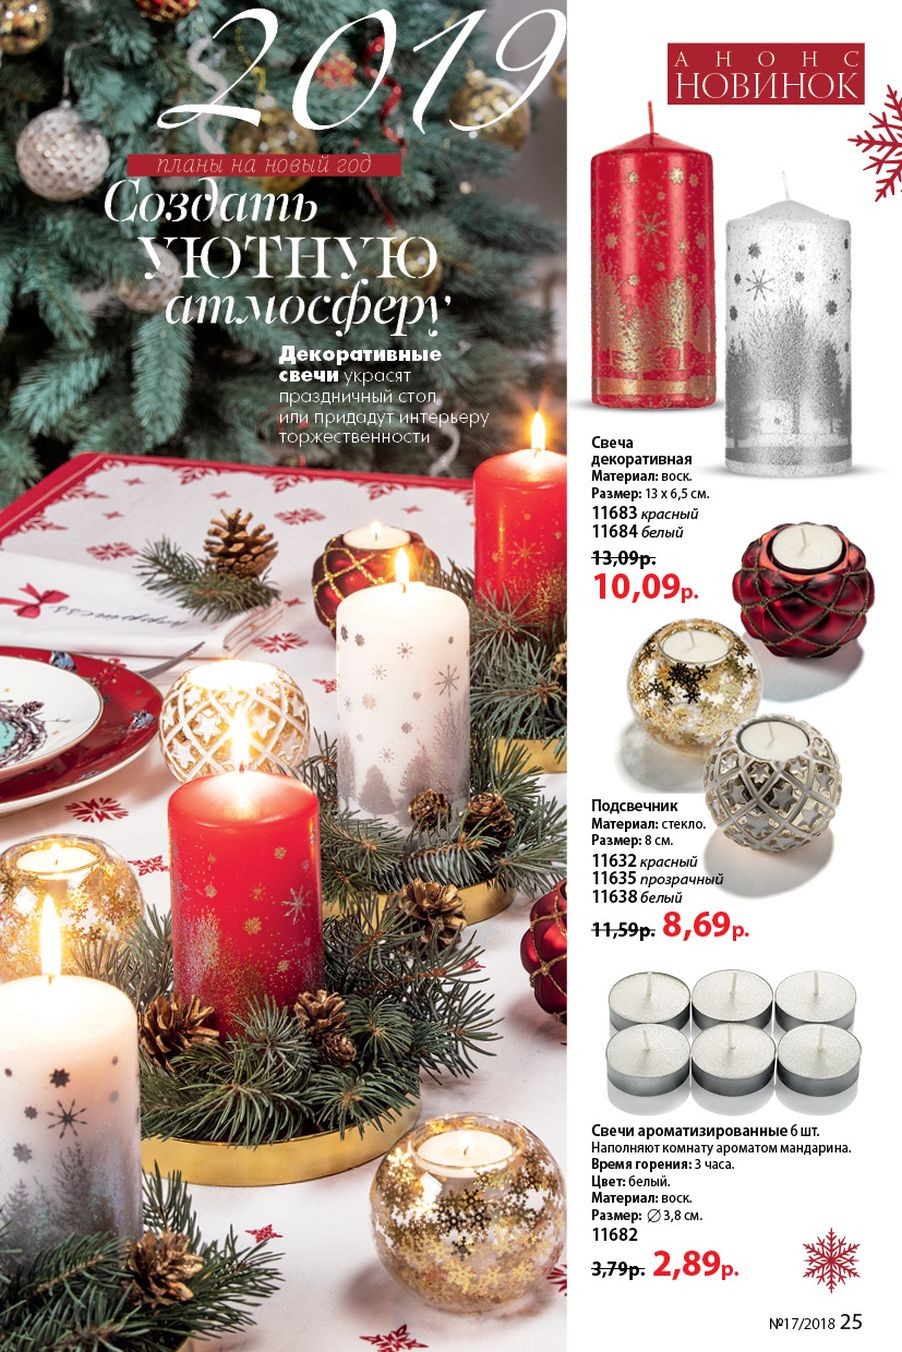 2019
планы на новый год
Создать
уютную
атмосферу
Декоративные
свечи украсят
праздничный стол
или придадут интерьеру
торжественности
АНОНС
НОВИНОК
Свеча
декоративная
Материал: воск.
Размер: 13 х 6,5 см.
11683 красный
11684 белый
13,09р.
10,09р.
Подсвечник
Материал: стекло.
Размер: 8 см.
11632 красный
11635 прозрачный
11638 белый
11,59р. 8,69р.
Свечи ароматизированные 6 шт.
Наполняют комнату ароматом мандарина.
Время горения: 3 часа.
Цвет: белый.
Материал: воск.
Размер: ∅ 3,8 см.
11682
3,79р. 2,89р.
№17/2018 25